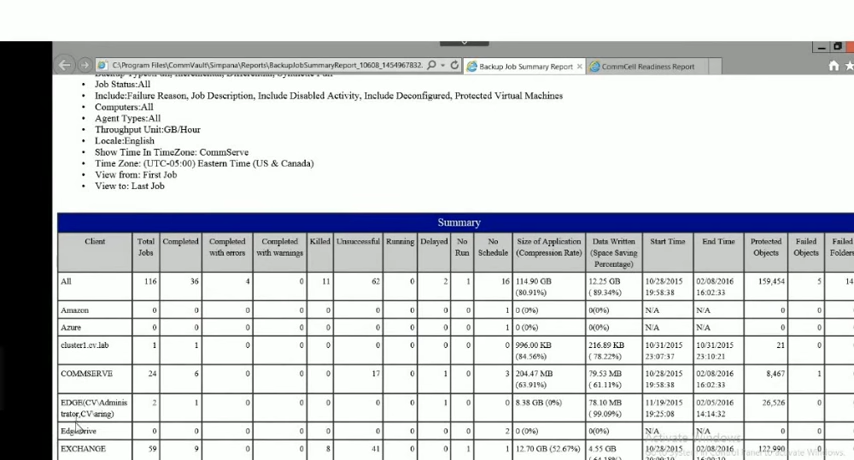 C:\Program Files\CommVault\Simpana\Reports\BackupJobSummaryReport_10608_1454967832. Backup Job Summary Report CommCell Readiness Report
Job Status:All
Include:Failure Reason, Job Description, Include Disabled Activity, Include Deconfigured, Protected Virtual Machines
Computers:All
Agent Types:All
Throughput Unit:GB/Hour
Locale:English
Show Time In TimeZone: CommServe
Time Zone: (UTC-05:00) Eastern Time (US & Canada)
View from: First Job
View to: Last Job
Summary
Client Total Jobs Completed Completed with errors Completed with warnings Killed Unsuccessful Running Delayed No Run No Schedule Size of Application (Compression Rate) Data Written (Space Saving Percentage) Start Time End Time Protected Objects Failed Objects Failed Folders
All 116 36 4 0 11 62 0 2 1 16 114.90 GB (80.91%) 12.25 GB ( 89.34%) 10/28/2015 19:58:38 02/08/2016 16:02:33 159,454 5 14
Amazon 0 0 0 0 0 0 0 0 0 1 0 (0%) 0(0%) N/A N/A 0 0
Azure 0 0 0 0 0 0 0 0 0 1 0 (0%) 0(0%) N/A N/A 0 0
cluster1.cv.lab 1 1 0 0 0 0 0 0 0 0 996.00 KB (84.56%) 216.89 KB ( 78.22%) 10/31/2015 23:07:37 10/31/2015 23:10:21 21 0
COMMSERVE 24 6 0 0 0 17 0 1 0 3 204.47 MB (63.91%) 79.53 MB ( 61.11%) 10/28/2015 19:58:38 02/08/2016 16:02:33 8,467 1
EDGE(CV\Administrator,CV\aring) 2 1 0 0 0 0 0 1 0 0 8.38 GB (0%) 78.10 MB ( 99.09%) 11/19/2015 19:25:08 02/05/2016 14:14:32 26,526 0
EdgeDrive 0 0 0 0 0 0 0 0 0 2 0 (0%) 0(0%) N/A N/A 0 0
EXCHANGE 59 9 0 0 8 41 0 0 1 1 12.70 GB (52.67%) 4.55 GB 10/28/2015 02/08/2016 122,990
Activate Windows